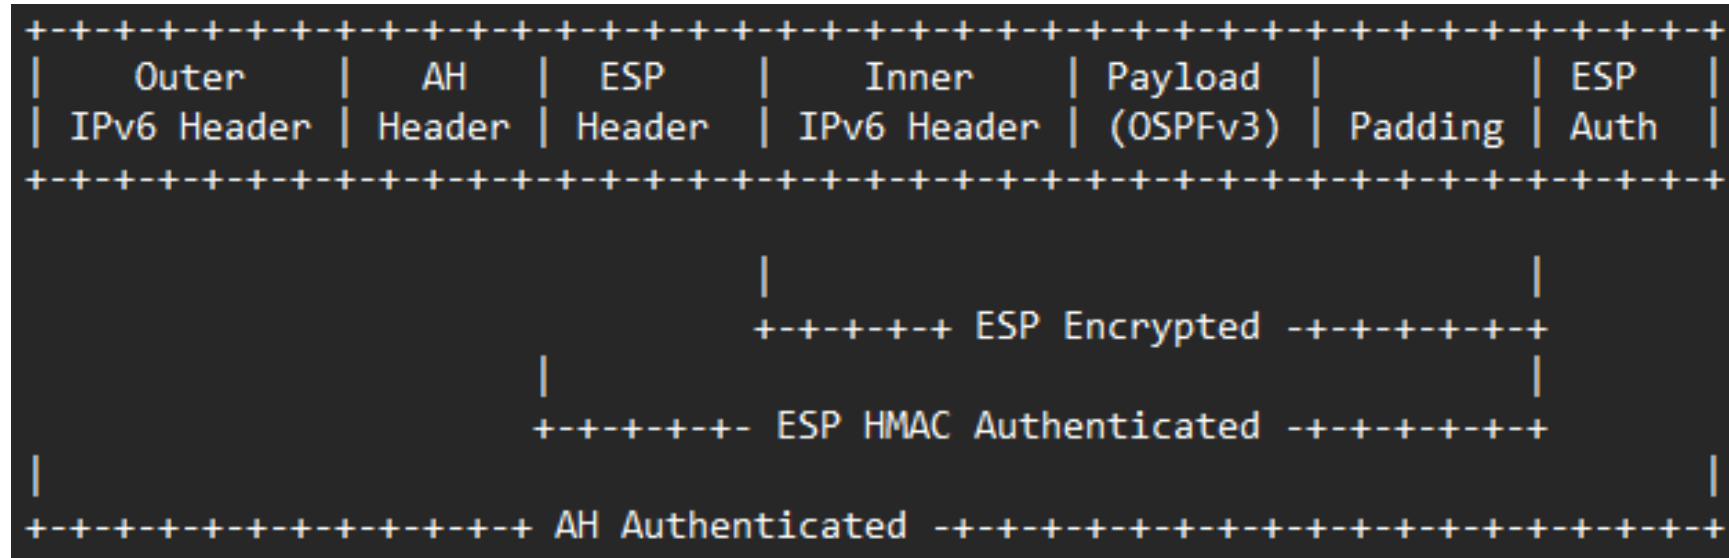 +-+-+-+-+-+-+-+-+-+-+-+-+-+-+-+-+-+-+-+-+-+-+-+-+-+-+-+-+-+-+-+-+-+-+-+-+-+-+
|    Outer    |   AH   |  ESP    |    Inner    | Payload  |         | ESP   |
| IPv6 Header | Header | Header  | IPv6 Header | (OSPFv3) | Padding | Auth  |
+-+-+-+-+-+-+-+-+-+-+-+-+-+-+-+-+-+-+-+-+-+-+-+-+-+-+-+-+-+-+-+-+-+-+-+-+-+-+
                                 |                                  |
                                 +-+-+-+-+ ESP Encrypted -+-+-+-+-+-+
                       |                                            |
                       +-+-+-+-+- ESP HMAC Authenticated -+-+-+-+-+-+
|                                                                           |
+-+-+-+-+-+-+-+-+-+-+-+ AH Authenticated -+-+-+-+-+-+-+-+-+-+-+-+-+-+-+-+-+-+